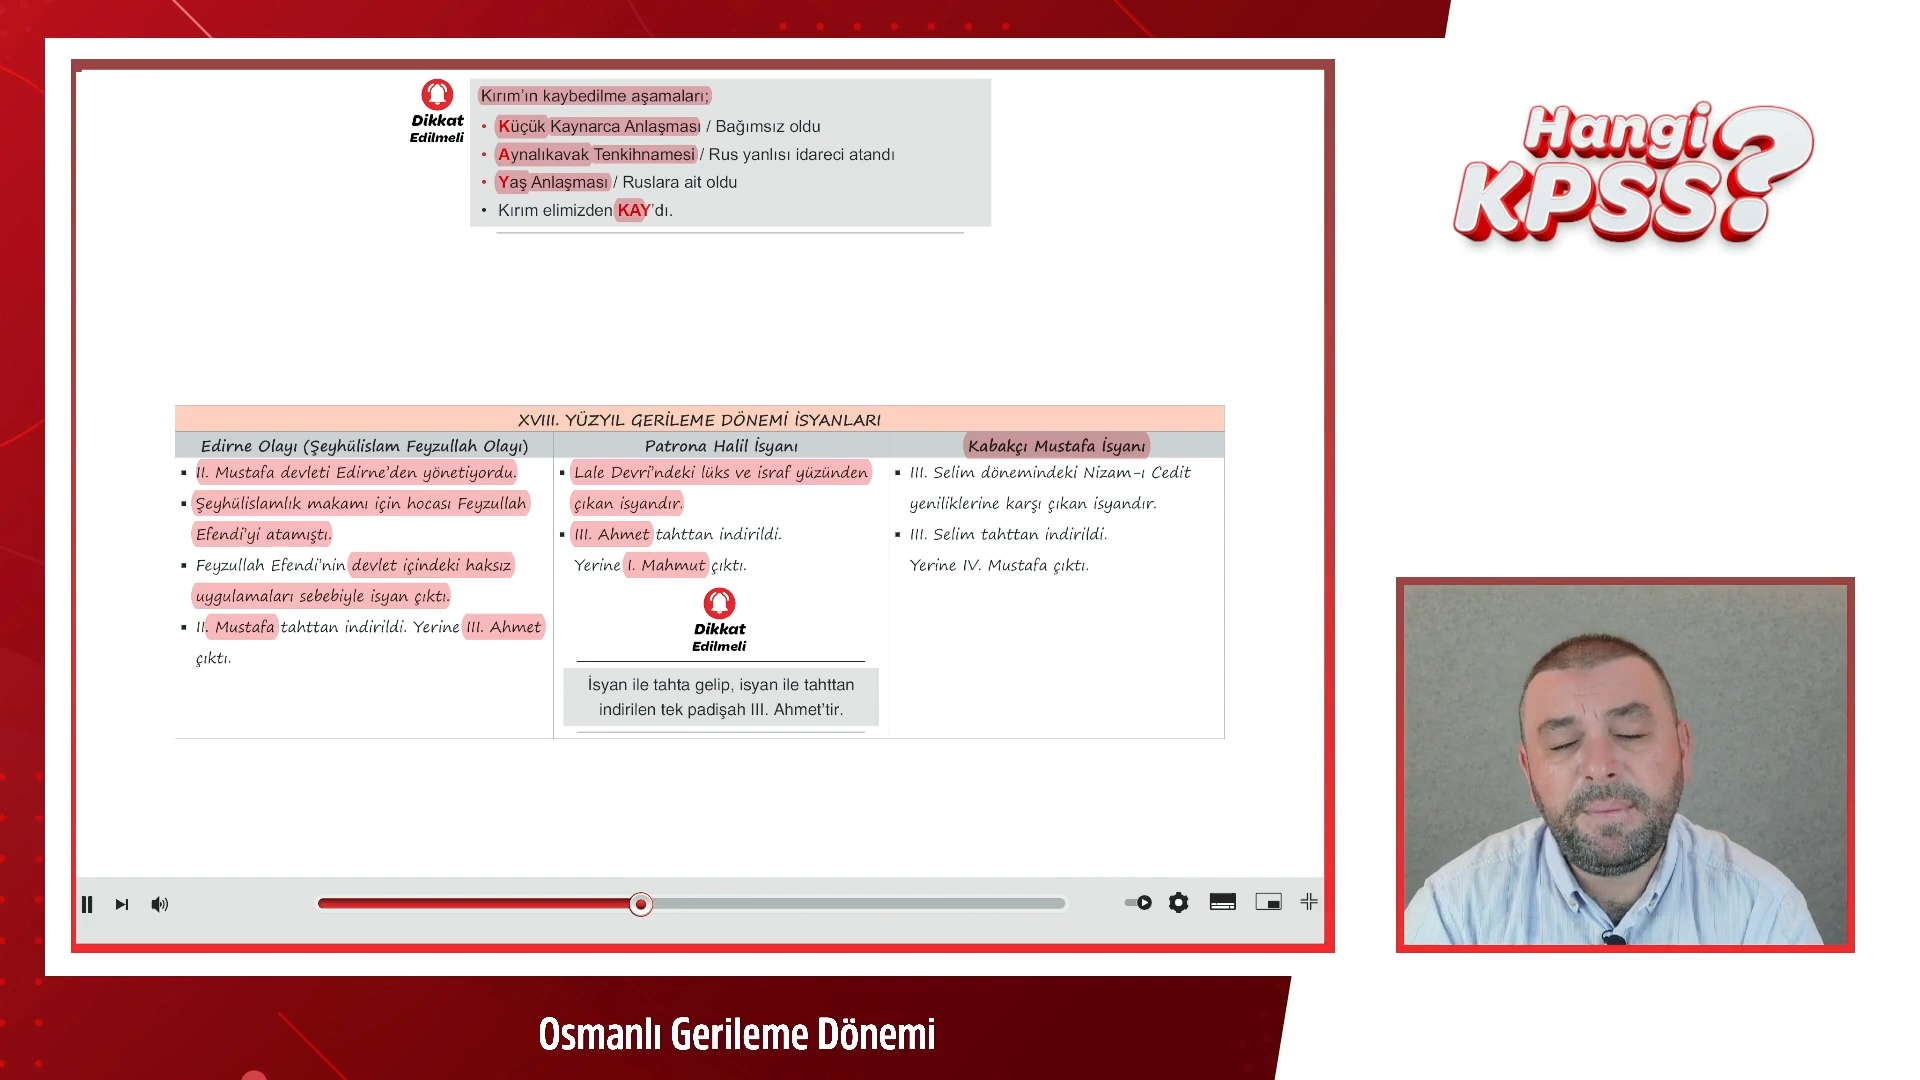 Hangi
KPSS?
Dikkat
Edilmeli
Kırım'ın kaybedilme aşamaları;
• Küçük Kaynarca Anlaşması / Bağımsız oldu
• Aynalıkavak Tenkihnamesi / Rus yanlısı idareci atandı
• Yaş Anlaşması / Ruslara ait oldu
• Kırım elimizden KAY'dı.
XVIII. YÜZYIL GERİLEME DÖNEMİ İSYANLARI
Edirne Olayı (Şeyhülislam Feyzullah Olayı)
▪ II. Mustafa devleti Edirne'den yönetiyordu.
▪ Şeyhülislamlık makamı için hocası Feyzullah
Efendi'yi atamıştı.
▪ Feyzullah Efendi'nin devlet içindeki haksız
uygulamaları sebebiyle isyan çıktı.
▪ II. Mustafa tahttan indirildi. Yerine III. Ahmet
çıktı.
Patrona Halil İsyanı
▪ Lale Devri'ndeki lüks ve israf yüzünden
çıkan isyandır.
▪ III. Ahmet tahttan indirildi.
Yerine I. Mahmut çıktı.
Dikkat
Edilmeli
İsyan ile tahta gelip, isyan ile tahttan
indirilen tek padişah III. Ahmet'tir.
Kabakçı Mustafa İsyanı
▪ III. Selim dönemindeki Nizam-ı Cedit
yeniliklerine karşı çıkan isyandır.
▪ III. Selim tahttan indirildi.
Yerine IV. Mustafa çıktı.
Osmanlı Gerileme Dönemi